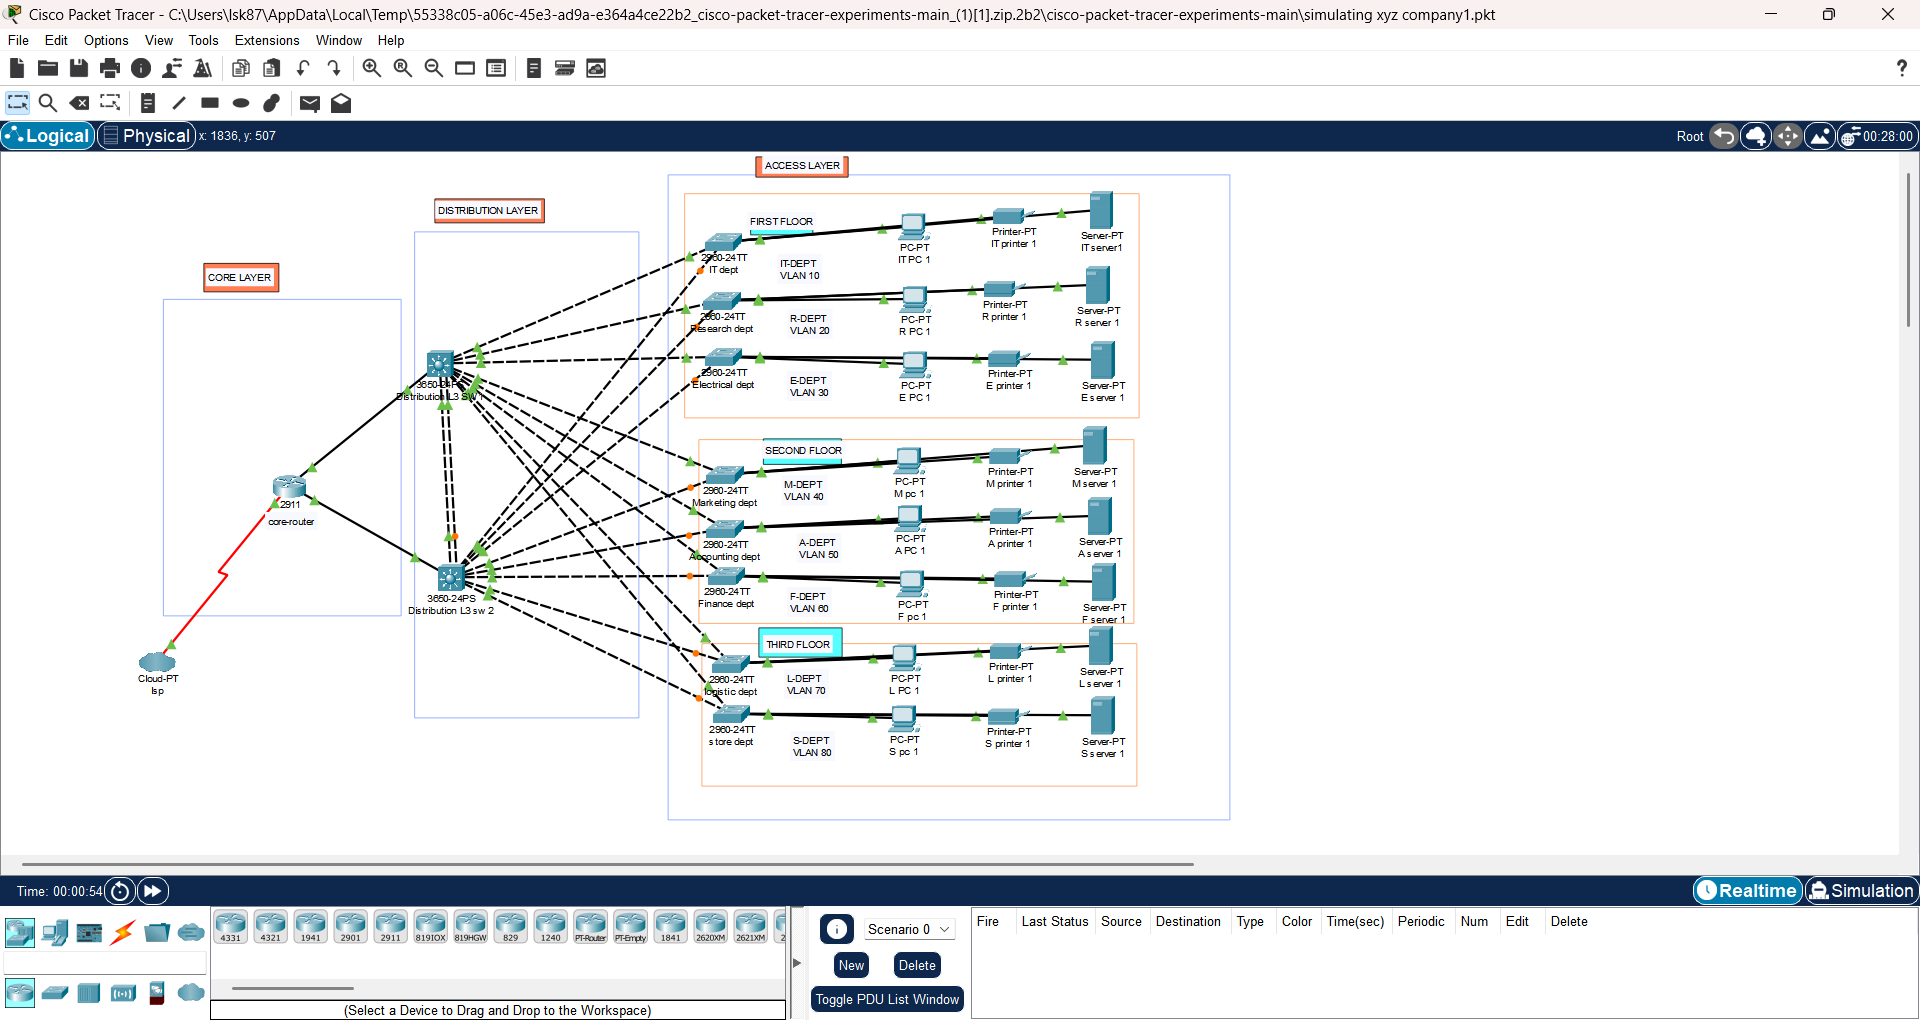 Cisco Packet Tracer - C:\Users\lsk87\AppData\Local\Temp\55338c05-a06c-45e3-ad9a-e364a4ce22b2_cisco-packet-tracer-experiments-main_(1)[1].zip.2b2\cisco-packet-tracer-experiments-main\simulating xyz company1.pkt
File Edit Options View Tools Extensions Window Help
Logical Physical x: 1836, y: 507 Root 00:28:00
ACCESS LAYER
DISTRIBUTION LAYER
CORE LAYER
FIRST FLOOR
2960-24TT
IT dept
IT-DEPT
VLAN 10
PC-PT
IT PC 1
Printer-PT
IT printer 1
Server-PT
IT server1
2960-24TT
Research dept
R-DEPT
VLAN 20
PC-PT
R PC 1
Printer-PT
R printer 1
Server-PT
R server 1
2960-24TT
Electrical dept
E-DEPT
VLAN 30
PC-PT
E PC 1
Printer-PT
E printer 1
Server-PT
E server 1
3650-24PS
Distribution L3 SW 1
SECOND FLOOR
2960-24TT
Marketing dept
M-DEPT
VLAN 40
PC-PT
M pc 1
Printer-PT
M printer 1
Server-PT
M server 1
2911
core-router
2960-24TT
Accounting dept
A-DEPT
VLAN 50
PC-PT
A PC 1
Printer-PT
A printer 1
Server-PT
A server 1
3650-24PS
Distribution L3 sw 2
2960-24TT
Finance dept
F-DEPT
VLAN 60
PC-PT
F pc 1
Printer-PT
F printer 1
Server-PT
F server 1
THIRD FLOOR
2960-24TT
logistic dept
L-DEPT
VLAN 70
PC-PT
L PC 1
Printer-PT
L printer 1
Server-PT
L server 1
Cloud-PT
Isp
2960-24TT
store dept
S-DEPT
VLAN 80
PC-PT
S pc 1
Printer-PT
S printer 1
Server-PT
S server 1
Time: 00:00:54 Realtime Simulation
4331 4321 1941 2901 2911 819IOX 819HGW 829 1240 PT-Router PT-Empty 1841 2620XM 2621XM 2
(Select a Device to Drag and Drop to the Workspace)
Scenario 0
New Delete
Toggle PDU List Window
Fire Last Status Source Destination Type Color Time(sec) Periodic Num Edit Delete